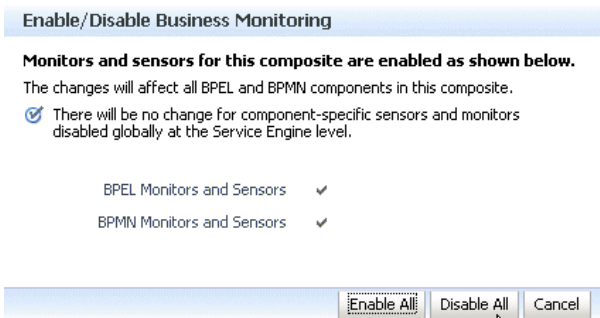 Enable/Disable Business Monitoring
Monitors and sensors for this composite are enabled as shown below.
The changes will affect all BPEL and BPMN components in this composite.
There will be no change for component-specific sensors and monitors
disabled globally at the Service Engine level.
BPEL Monitors and Sensors
BPMN Monitors and Sensors
Enable All Disable All Cancel